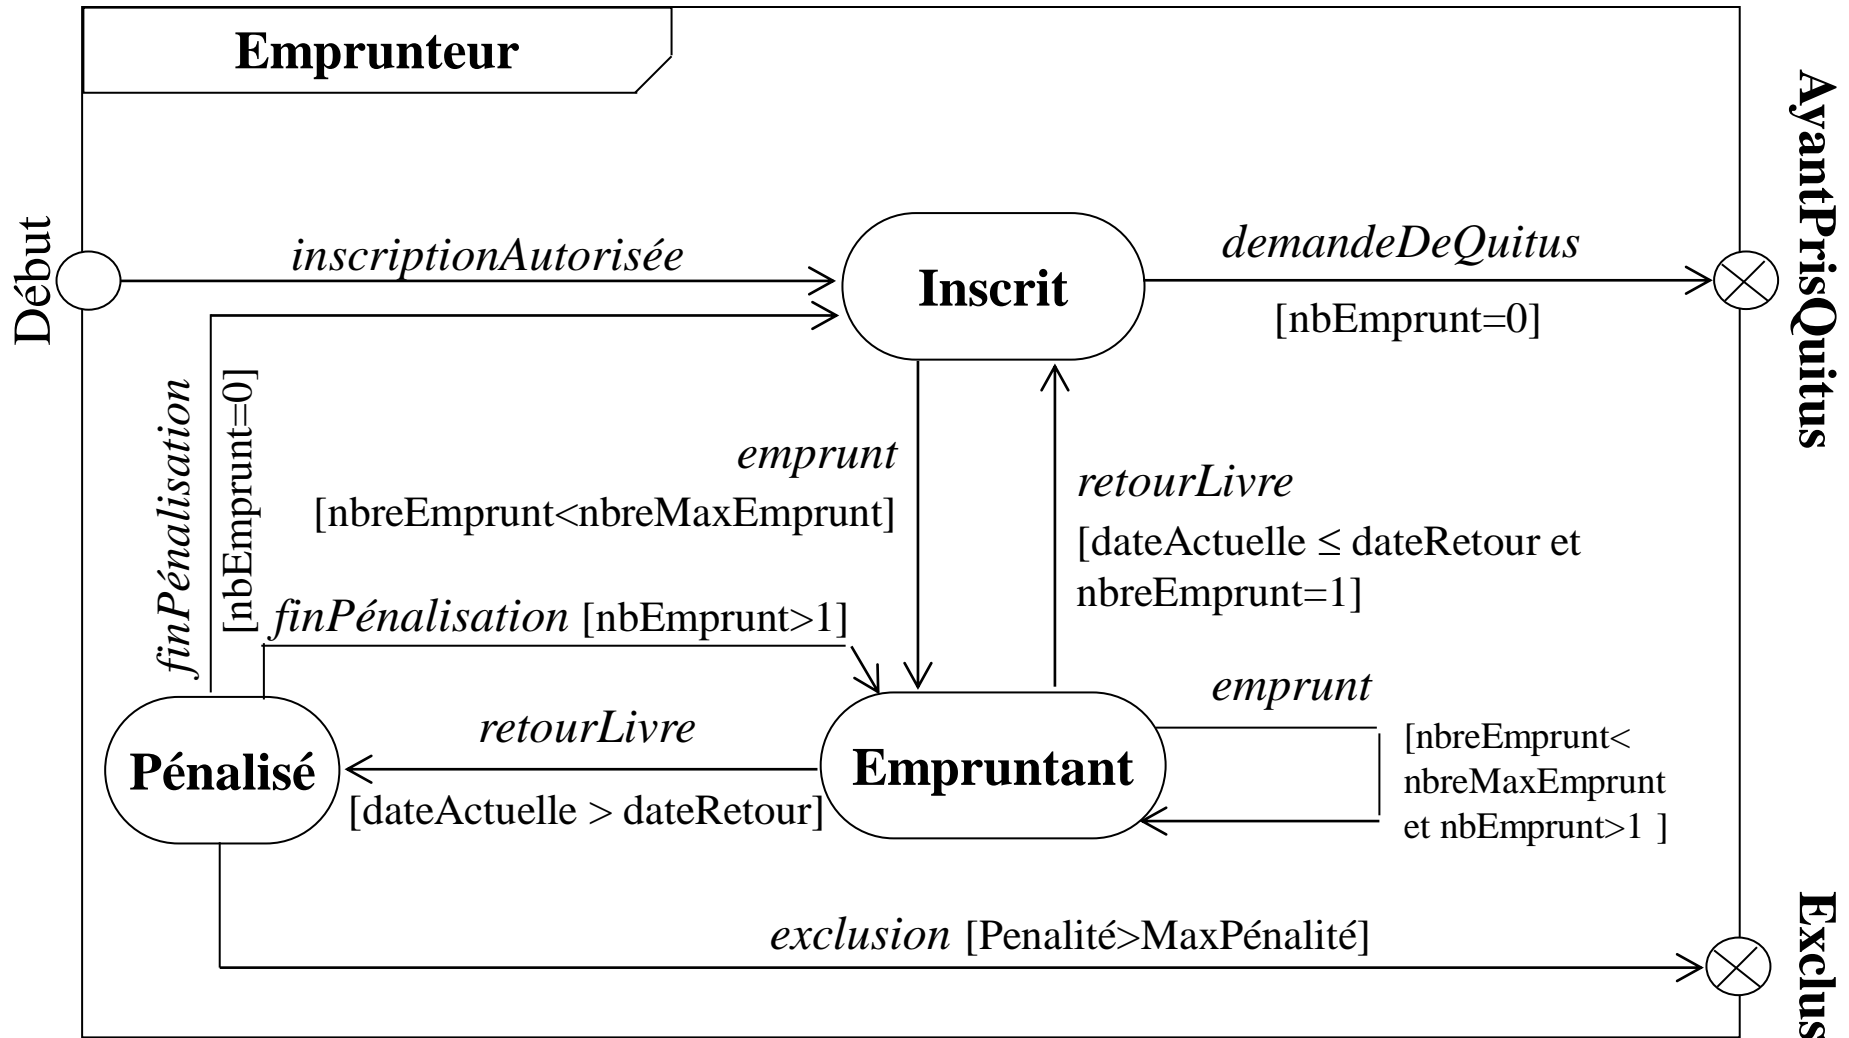 Emprunteur
AyantPrisQuitus
Début
inscriptionAutorisée
Inscrit
demandeDeQuitus
[nbEmprunt=0]
finPénalisation
[nbEmprunt=0]
emprunt
[nbreEmprunt<nbreMaxEmprunt]
retourLivre
[dateActuelle ≤ dateRetour et
nbreEmprunt=1]
finPénalisation [nbEmprunt>1]
emprunt
[nbreEmprunt<
nbreMaxEmprunt
et nbEmprunt>1 ]
Pénalisé
retourLivre
[dateActuelle > dateRetour]
Empruntant
exclusion [Penalité>MaxPénalité]
Exclus